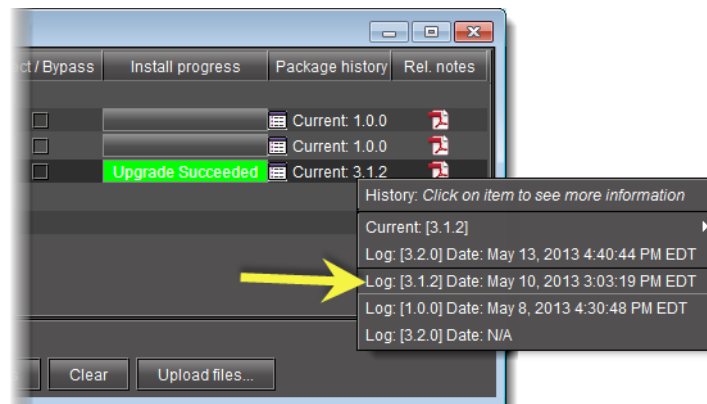 ct / Bypass Install progress Package history Rel. notes
Current: 1.0.0
Current: 1.0.0
Upgrade Succeeded Current: 3.1.2
History: Click on item to see more information
Current: [3.1.2]
Log: [3.2.0] Date: May 13, 2013 4:40:44 PM EDT
Log: [3.1.2] Date: May 10, 2013 3:03:19 PM EDT
Log: [1.0.0] Date: May 8, 2013 4:30:48 PM EDT
Log: [3.2.0] Date: N/A
Clear Upload files...